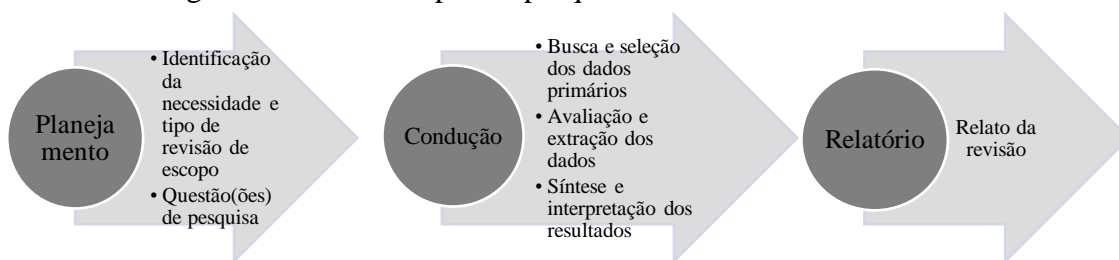 Planeja
mento
• Identificação
da
necessidade e
tipo de
revisão de
escopo
• Questão(ões)
de pesquisa
Condução
• Busca e seleção
dos dados
primários
• Avaliação e
extração dos
dados
• Síntese e
interpretação dos
resultados
Relatório
Relato da
revisão